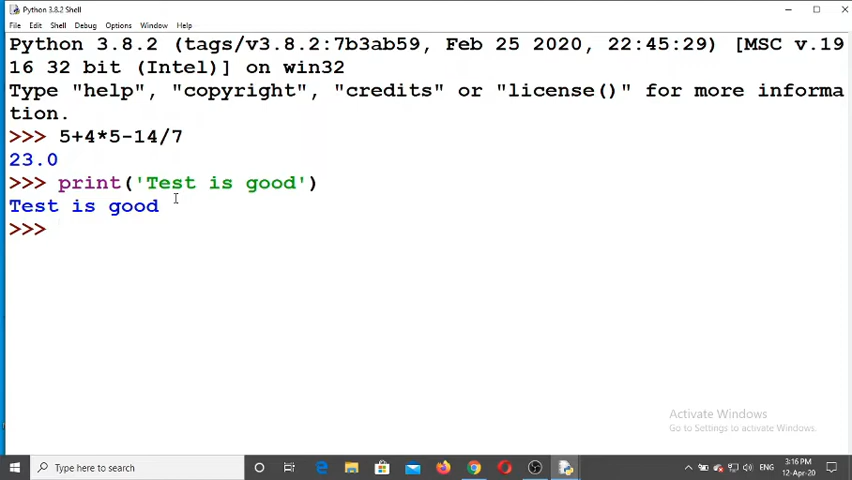 Python 3.8.2 Shell
File Edit Shell Debug Options Window Help
Python 3.8.2 (tags/v3.8.2:7b3ab59, Feb 25 2020, 22:45:29) [MSC v.19
16 32 bit (Intel)] on win32
Type "help", "copyright", "credits" or "license()" for more informa
tion.
>>> 5+4*5-14/7
23.0
>>> print('Test is good')
Test is good
>>>
Activate Windows
Go to Settings to activate Windows.
Type here to search
ENG
3:16 PM
12-Apr-20